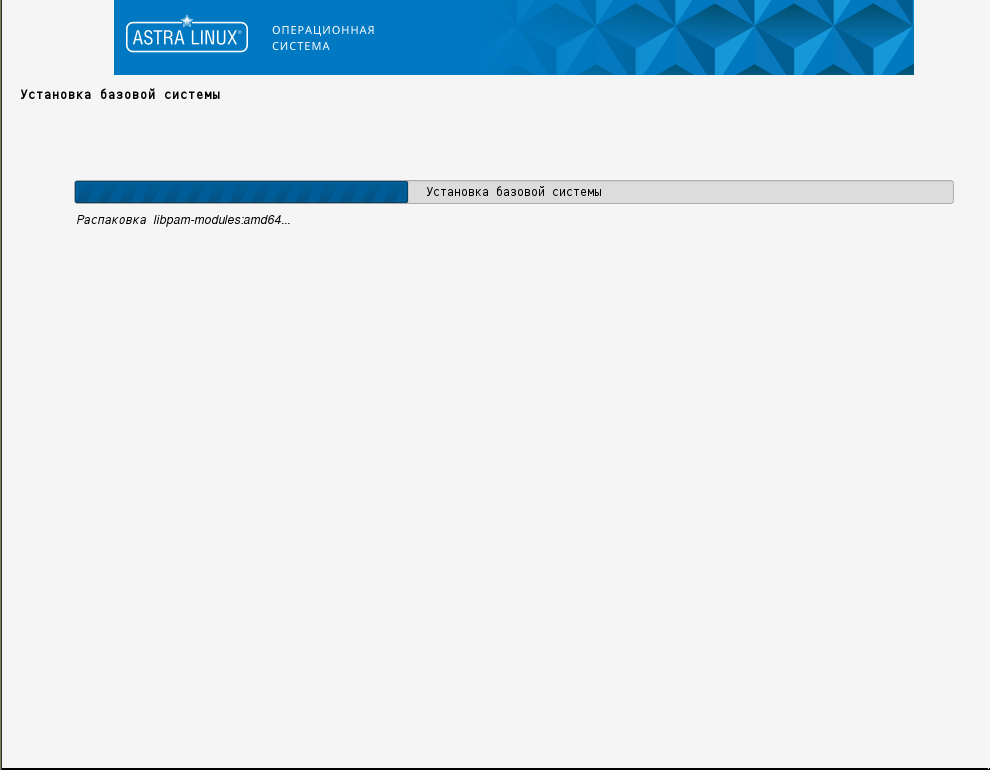 ASTRA LINUX®
ОПЕРАЦИОННАЯ
СИСТЕМА
Установка базовой системы
Установка базовой системы
Распаковка libpam-modules:amd64...